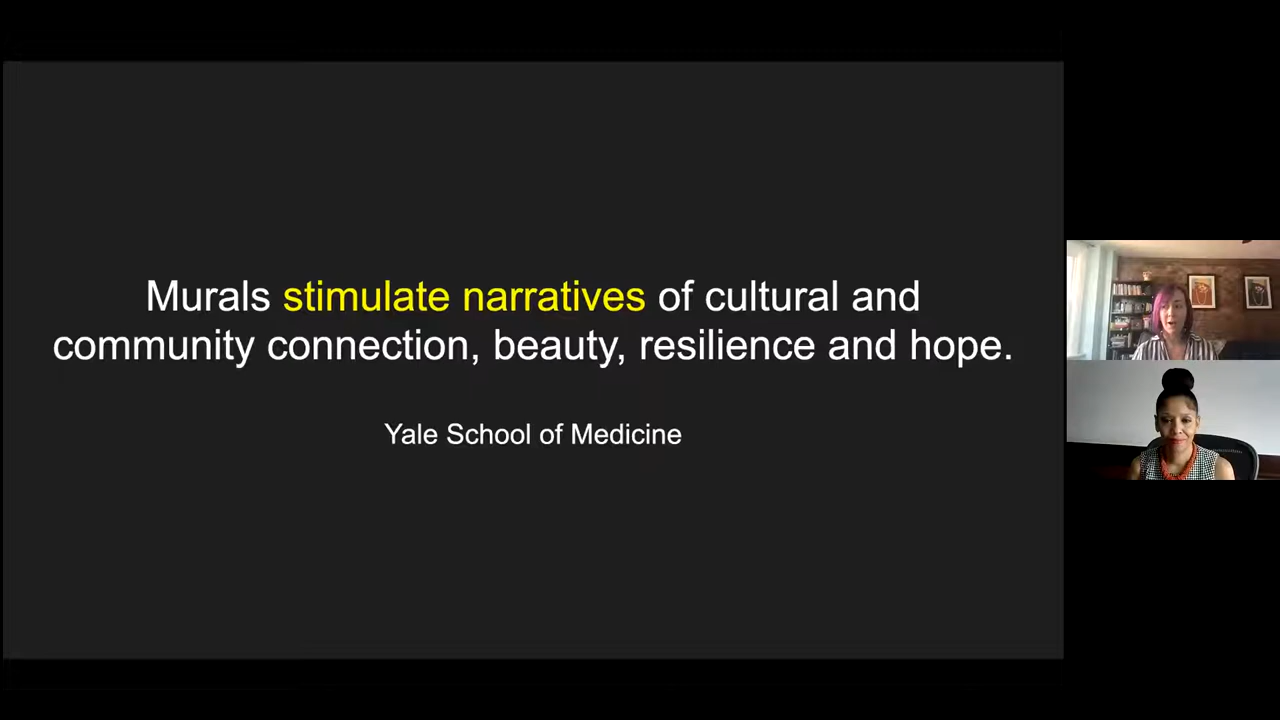 Murals stimulate narratives of cultural and
community connection, beauty, resilience and hope.
Yale School of Medicine